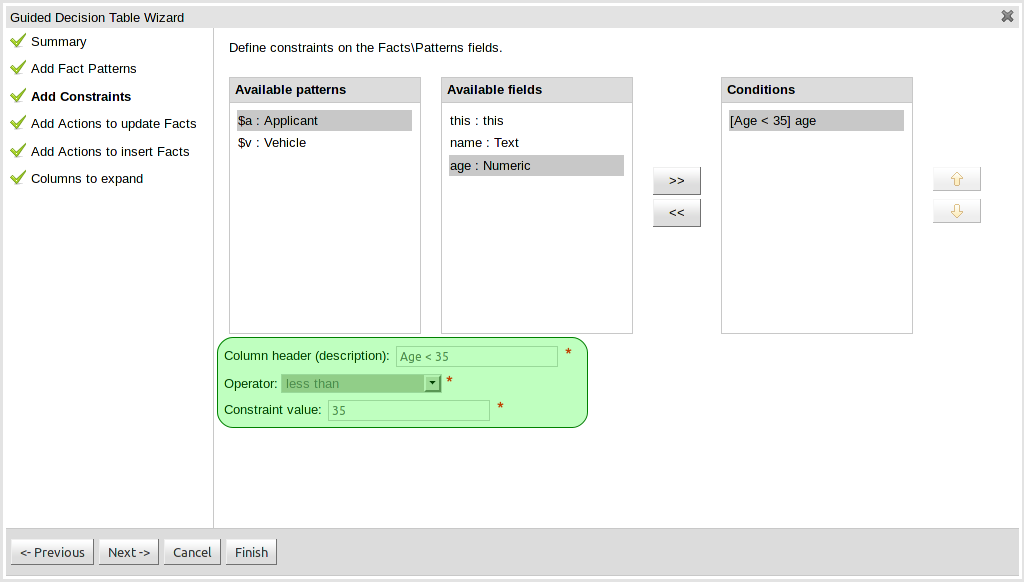 Guided Decision Table Wizard
Summary
Add Fact Patterns
Add Constraints
Add Actions to update Facts
Add Actions to insert Facts
Columns to expand
Define constraints on the Facts\Patterns fields.
Available patterns
$a : Applicant
$v : Vehicle
Available fields
this : this
name : Text
age : Numeric
>>
<<
Conditions
[Age < 35] age
Column header (description): Age < 35 *
Operator: less than *
Constraint value: 35 *
<- Previous Next -> Cancel Finish